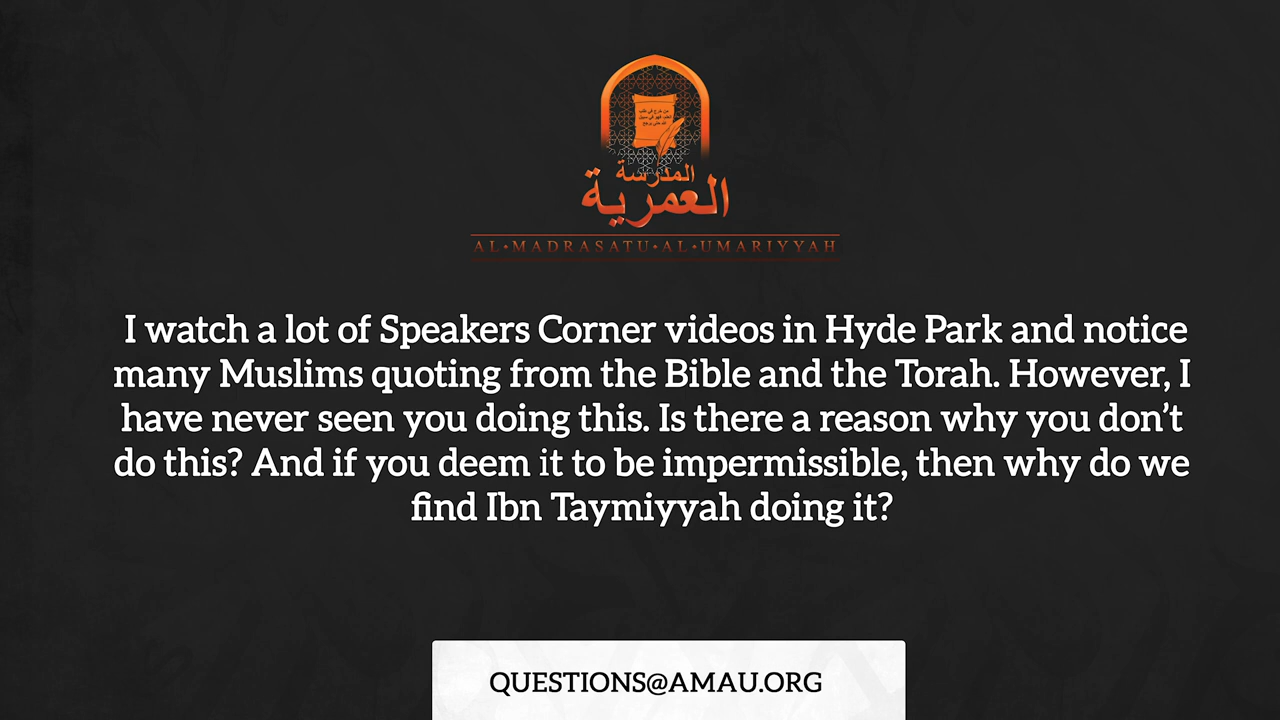 المدرسة
العمرية
AL•MADRASATU•AL•UMARIYYAH
I watch a lot of Speakers Corner videos in Hyde Park and notice
many Muslims quoting from the Bible and the Torah. However, I
have never seen you doing this. Is there a reason why you don’t
do this? And if you deem it to be impermissible, then why do we
find Ibn Taymiyyah doing it?
QUESTIONS@AMAU.ORG